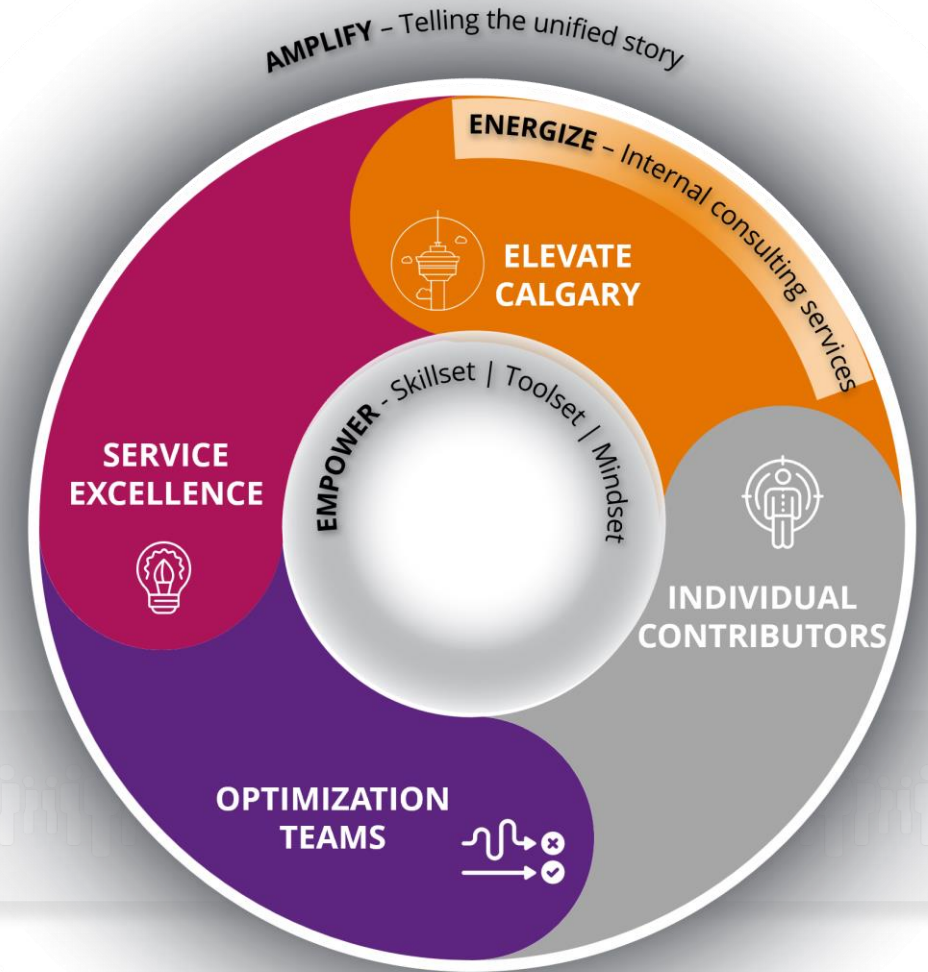 AMPLIFY – Telling the unified story
ENERGIZE – Internal consulting services
ELEVATE
CALGARY
EMPOWER - Skillset | Toolset | Mindset
SERVICE
EXCELLENCE
INDIVIDUAL
CONTRIBUTORS
OPTIMIZATION
TEAMS